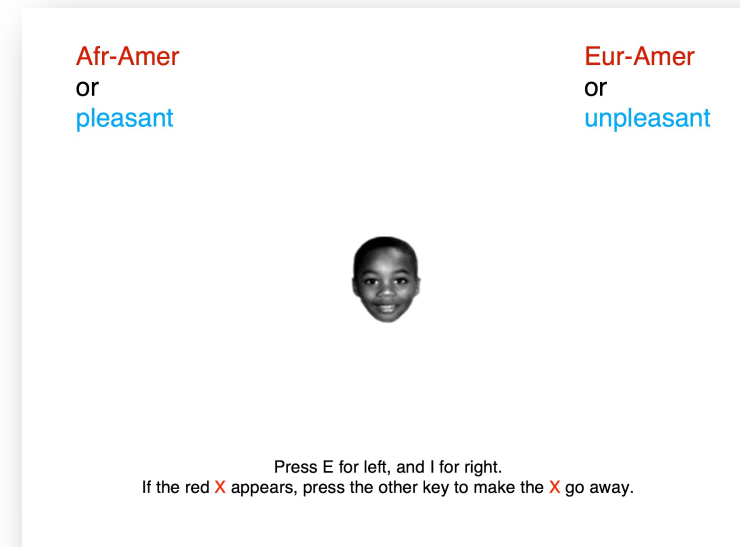 Afr-Amer
or
pleasant
Eur-Amer
or
unpleasant
Press E for left, and I for right.
If the red X appears, press the other key to make the X go away.